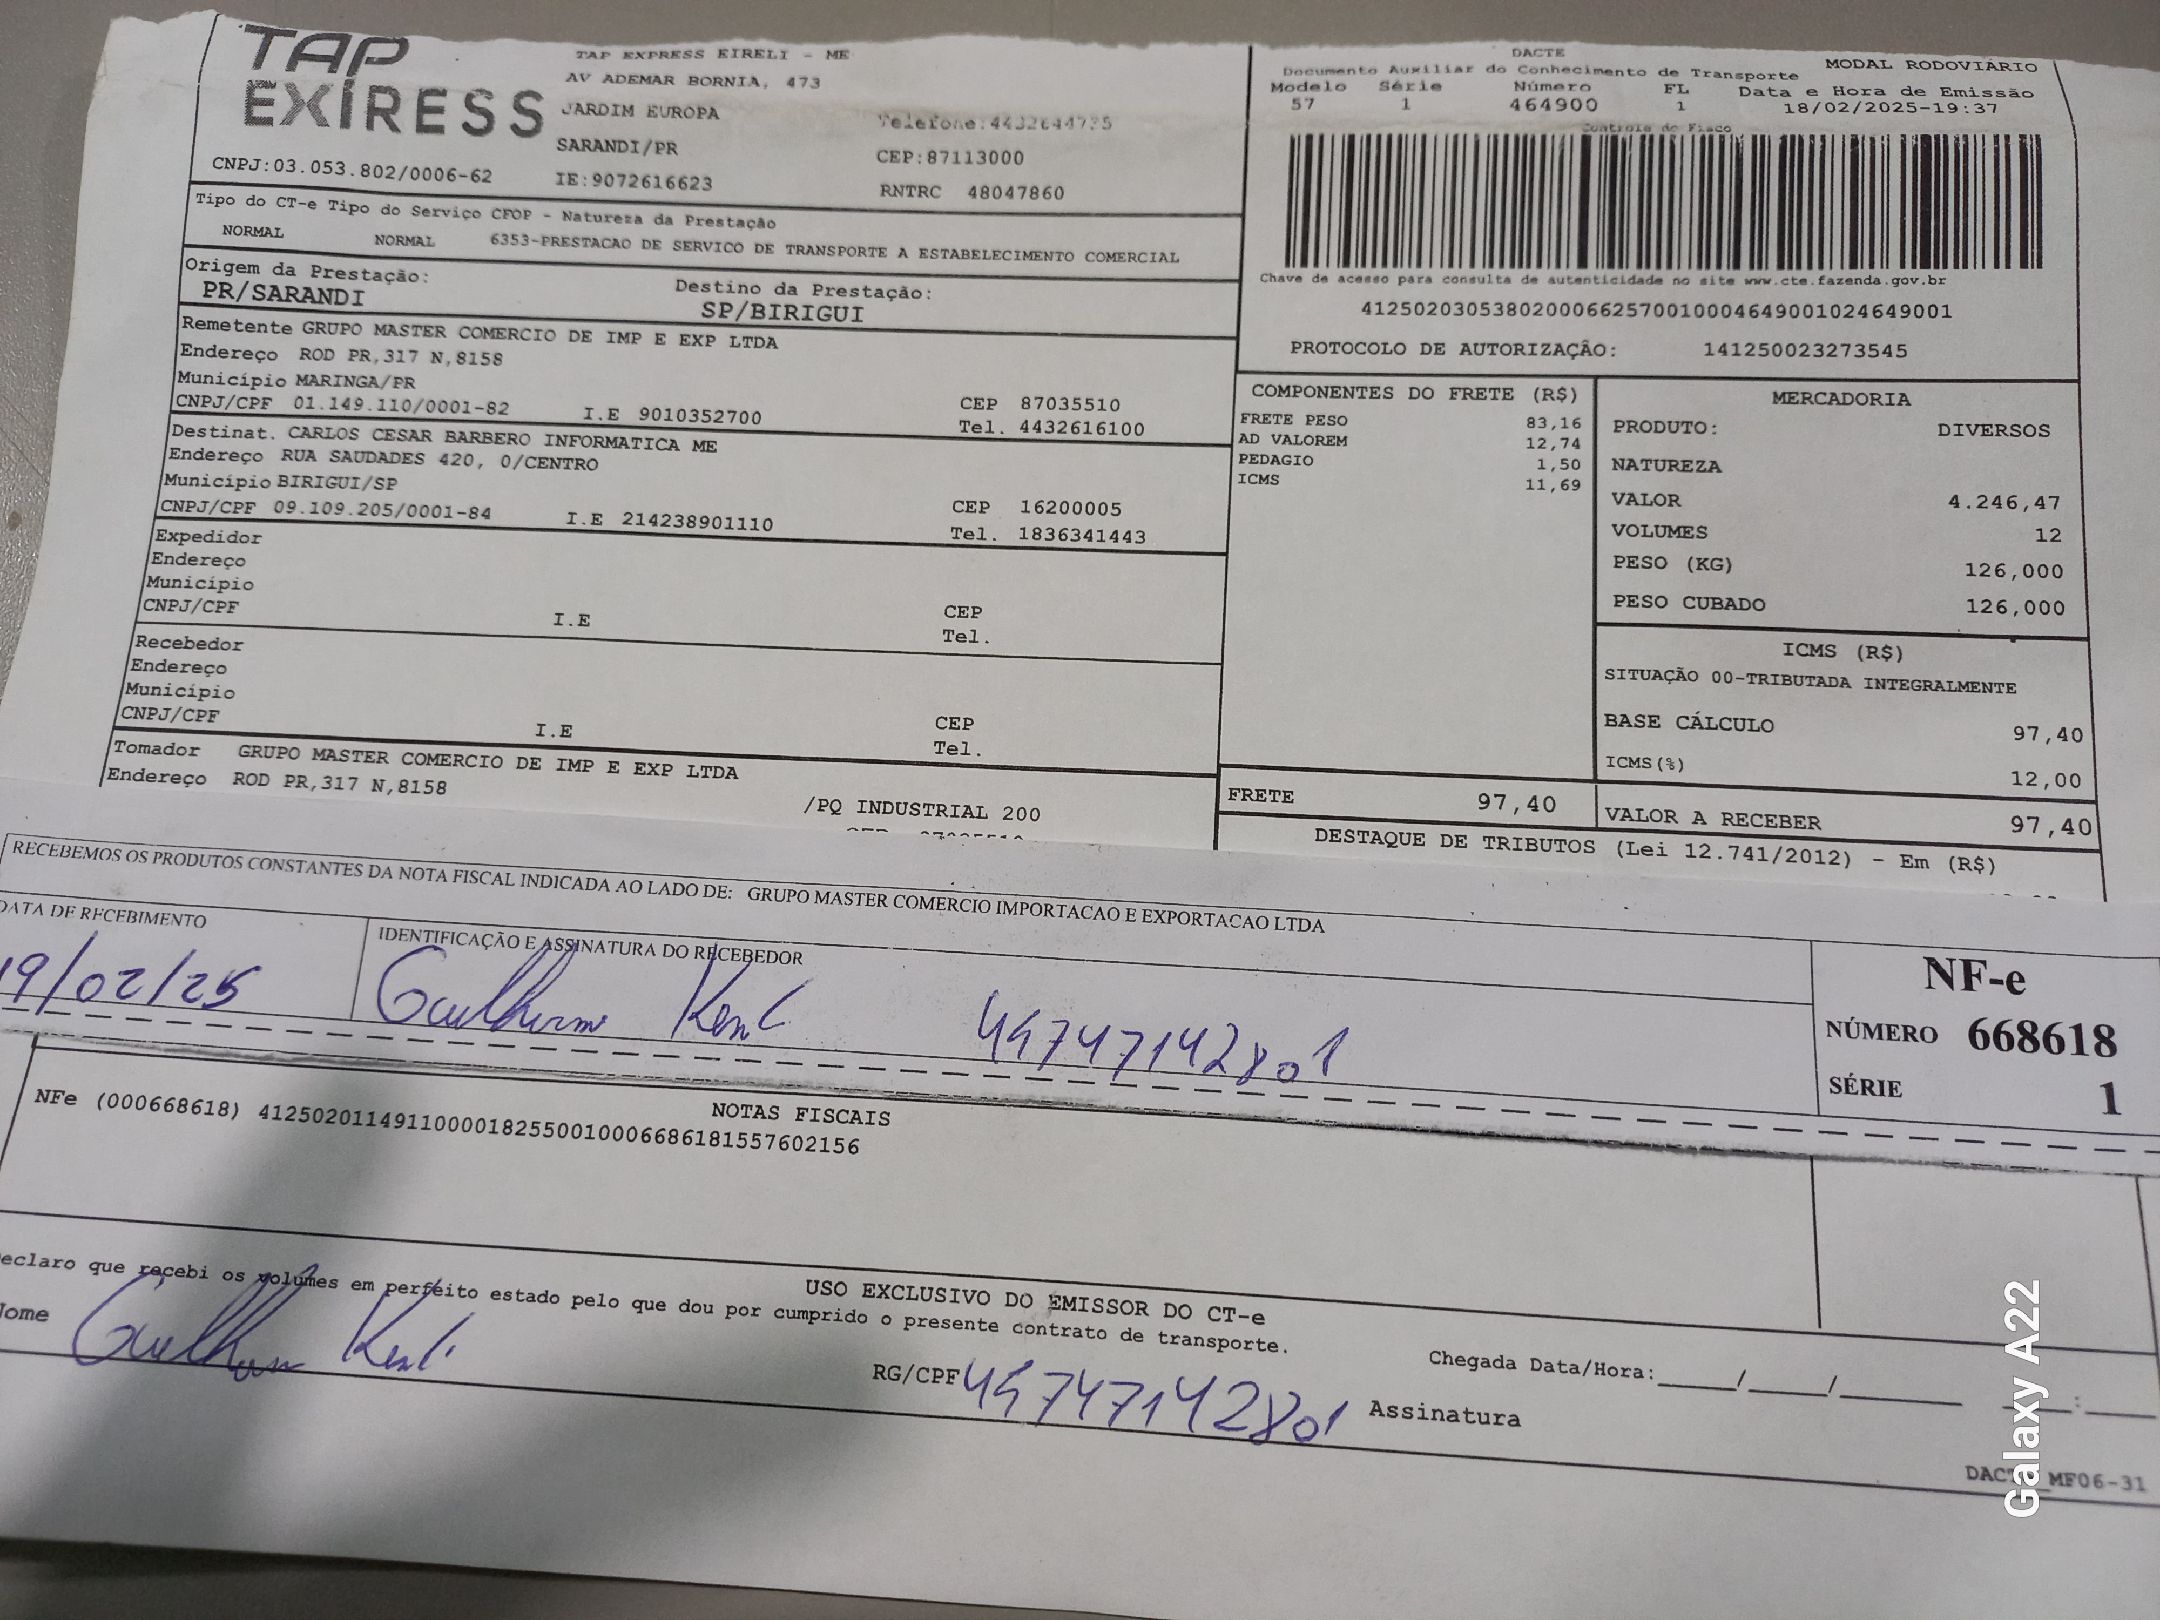 TAP
EXPRESS
TAP EXPRESS EIRELI - ME
AV ADEMAR BORNIA, 473
JARDIM EUROPA
SARANDI/PR
CEP:87113000
CNPJ:03.053.802/0006-62
IE:9072616623
RNTRC 48047860
DACTE
Documento Auxiliar do Conhecimento de Transporte
MODAL RODOVIÁRIO
Modelo Série Número FL Data e Hora de Emissão
57 1 464900 1 18/02/2025-19:37
Controle do Fisco
Chave de acesso para consulta de autenticidade no site www.cte.fazenda.gov.br
41250203053802000662570010004649001024649001
PROTOCOLO DE AUTORIZAÇÃO: 141250023273545
Tipo do CT-e Tipo do Serviço CFOP - Natureza da Prestação
NORMAL NORMAL 6353-PRESTACAO DE SERVICO DE TRANSPORTE A ESTABELECIMENTO COMERCIAL
Origem da Prestação: Destino da Prestação:
PR/SARANDI SP/BIRIGUI
Remetente GRUPO MASTER COMERCIO DE IMP E EXP LTDA
Endereço ROD PR,317 N,8158
Município MARINGA/PR CEP 87035510
CNPJ/CPF 01.149.110/0001-82 I.E 9010352700 Tel. 4432616100
Destinat. CARLOS CESAR BARBERO INFORMATICA ME
Endereço RUA SAUDADES 420, 0/CENTRO
Município BIRIGUI/SP CEP 16200005
CNPJ/CPF 09.109.205/0001-84 I.E 214238901110 Tel. 1836341443
Expedidor
Endereço
Município CEP
CNPJ/CPF I.E Tel.
Recebedor
Endereço
Município CEP
CNPJ/CPF I.E Tel.
Tomador GRUPO MASTER COMERCIO DE IMP E EXP LTDA
Endereço ROD PR,317 N,8158 /PQ INDUSTRIAL 200
COMPONENTES DO FRETE (R$)
FRETE PESO 83,16
AD VALOREM 12,74
PEDAGIO 1,50
ICMS 11,69
FRETE 97,40
MERCADORIA
PRODUTO: DIVERSOS
NATUREZA
VALOR 4.246,47
VOLUMES 12
PESO (KG) 126,000
PESO CUBADO 126,000
ICMS (R$)
SITUAÇÃO 00-TRIBUTADA INTEGRALMENTE
BASE CÁLCULO 97,40
ICMS(%) 12,00
VALOR A RECEBER 97,40
DESTAQUE DE TRIBUTOS (Lei 12.741/2012) - Em (R$)
RECEBEMOS OS PRODUTOS CONSTANTES DA NOTA FISCAL INDICADA AO LADO DE: GRUPO MASTER COMERCIO IMPORTACAO E EXPORTACAO LTDA
DATA DE RECEBIMENTO IDENTIFICAÇÃO E ASSINATURA DO RECEBEDOR
19/02/25
NF-e
NÚMERO 668618
SÉRIE 1
NOTAS FISCAIS
NFe (000668618) 41250201149110000182550010006686181557602156
USO EXCLUSIVO DO EMISSOR DO CT-e
eclaro que recebi os volumes em perfeito estado pelo que dou por cumprido o presente contrato de transporte.
RG/CPF Assinatura Chegada Data/Hora:____/____/______ ____:____
Galaxy A22